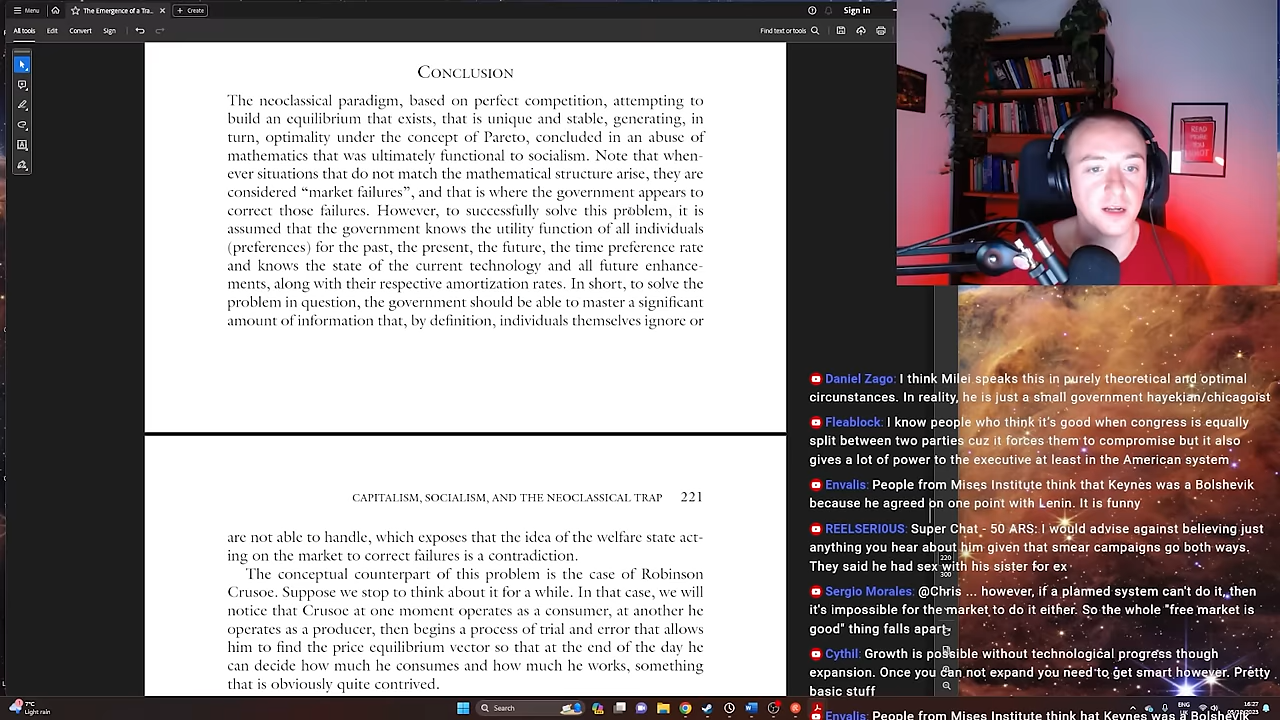 Menu
The Emergence of a Tra...
Create
Sign in
All tools
Edit
Convert
Sign
Find text or tools
CONCLUSION
The neoclassical paradigm, based on perfect competition, attempting to
build an equilibrium that exists, that is unique and stable, generating, in
turn, optimality under the concept of Pareto, concluded in an abuse of
mathematics that was ultimately functional to socialism. Note that when-
ever situations that do not match the mathematical structure arise, they are
considered “market failures”, and that is where the government appears to
correct those failures. However, to successfully solve this problem, it is
assumed that the government knows the utility function of all individuals
(preferences) for the past, the present, the future, the time preference rate
and knows the state of the current technology and all future enhance-
ments, along with their respective amortization rates. In short, to solve the
problem in question, the government should be able to master a significant
amount of information that, by definition, individuals themselves ignore or
CAPITALISM, SOCIALISM, AND THE NEOCLASSICAL TRAP 221
are not able to handle, which exposes that the idea of the welfare state act-
ing on the market to correct failures is a contradiction.
The conceptual counterpart of this problem is the case of Robinson
Crusoe. Suppose we stop to think about it for a while. In that case, we will
notice that Crusoe at one moment operates as a consumer, at another he
operates as a producer, then begins a process of trial and error that allows
him to find the price equilibrium vector so that at the end of the day he
can decide how much he consumes and how much he works, something
that is obviously quite contrived.
READ
Daniel Zago: I think Milei speaks this in purely theoretical and optimal
circumstances. In reality, he is just a small government hayekian/chicagoist
Fleablock: I know people who think it's good when congress is equally
split between two parties cuz it forces them to compromise but it also
gives a lot of power to the executive at least in the American system
Envalis: People from Mises Institute think that Keynes was a Bolshevik
because he agreed on one point with Lenin. It is funny
REELSERI0US: Super Chat - 50 ARS: I would advise against believing just
anything you hear about him given that smear campaigns go both ways.
They said he had sex with his sister for ex
Sergio Morales: @Chris ... however, if a planned system can't do it, then
it's impossible for the market to do it either. So the whole "free market is
good" thing falls apart
Cythil: Growth is possible without technological progress though
expansion. Once you can not expand you need to get smart however. Pretty
basic stuff
Envalis: People from Mises Institute think hat Keynes was a Bolshevik
220
300
7°C
Light rain
Search
ENG
UK
16:27